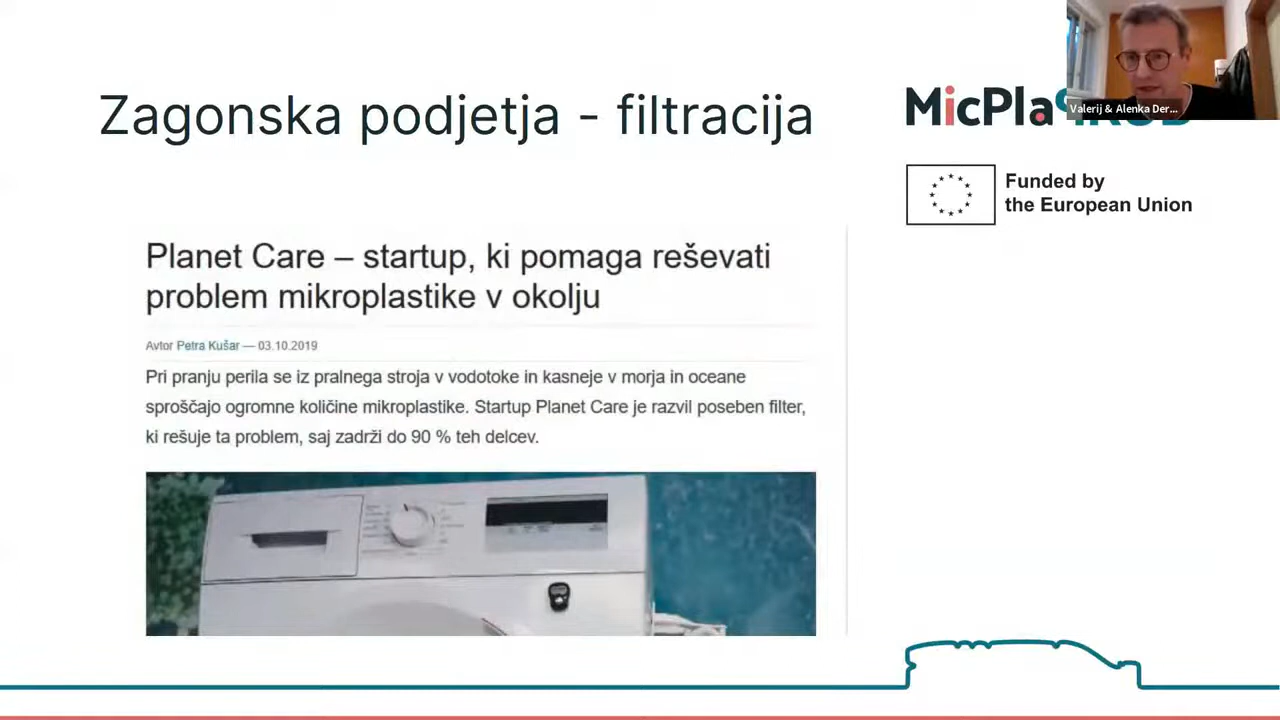 Zagonska podjetja - filtracija
MicPla
Valerij & Alenka Der...
Funded by
the European Union
Planet Care – startup, ki pomaga reševati
problem mikroplastike v okolju
Avtor Petra Kušar — 03.10.2019
Pri pranju perila se iz pralnega stroja v vodotoke in kasneje v morja in oceane
sproščajo ogromne količine mikroplastike. Startup Planet Care je razvil poseben filter,
ki rešuje ta problem, saj zadrži do 90 % teh delcev.